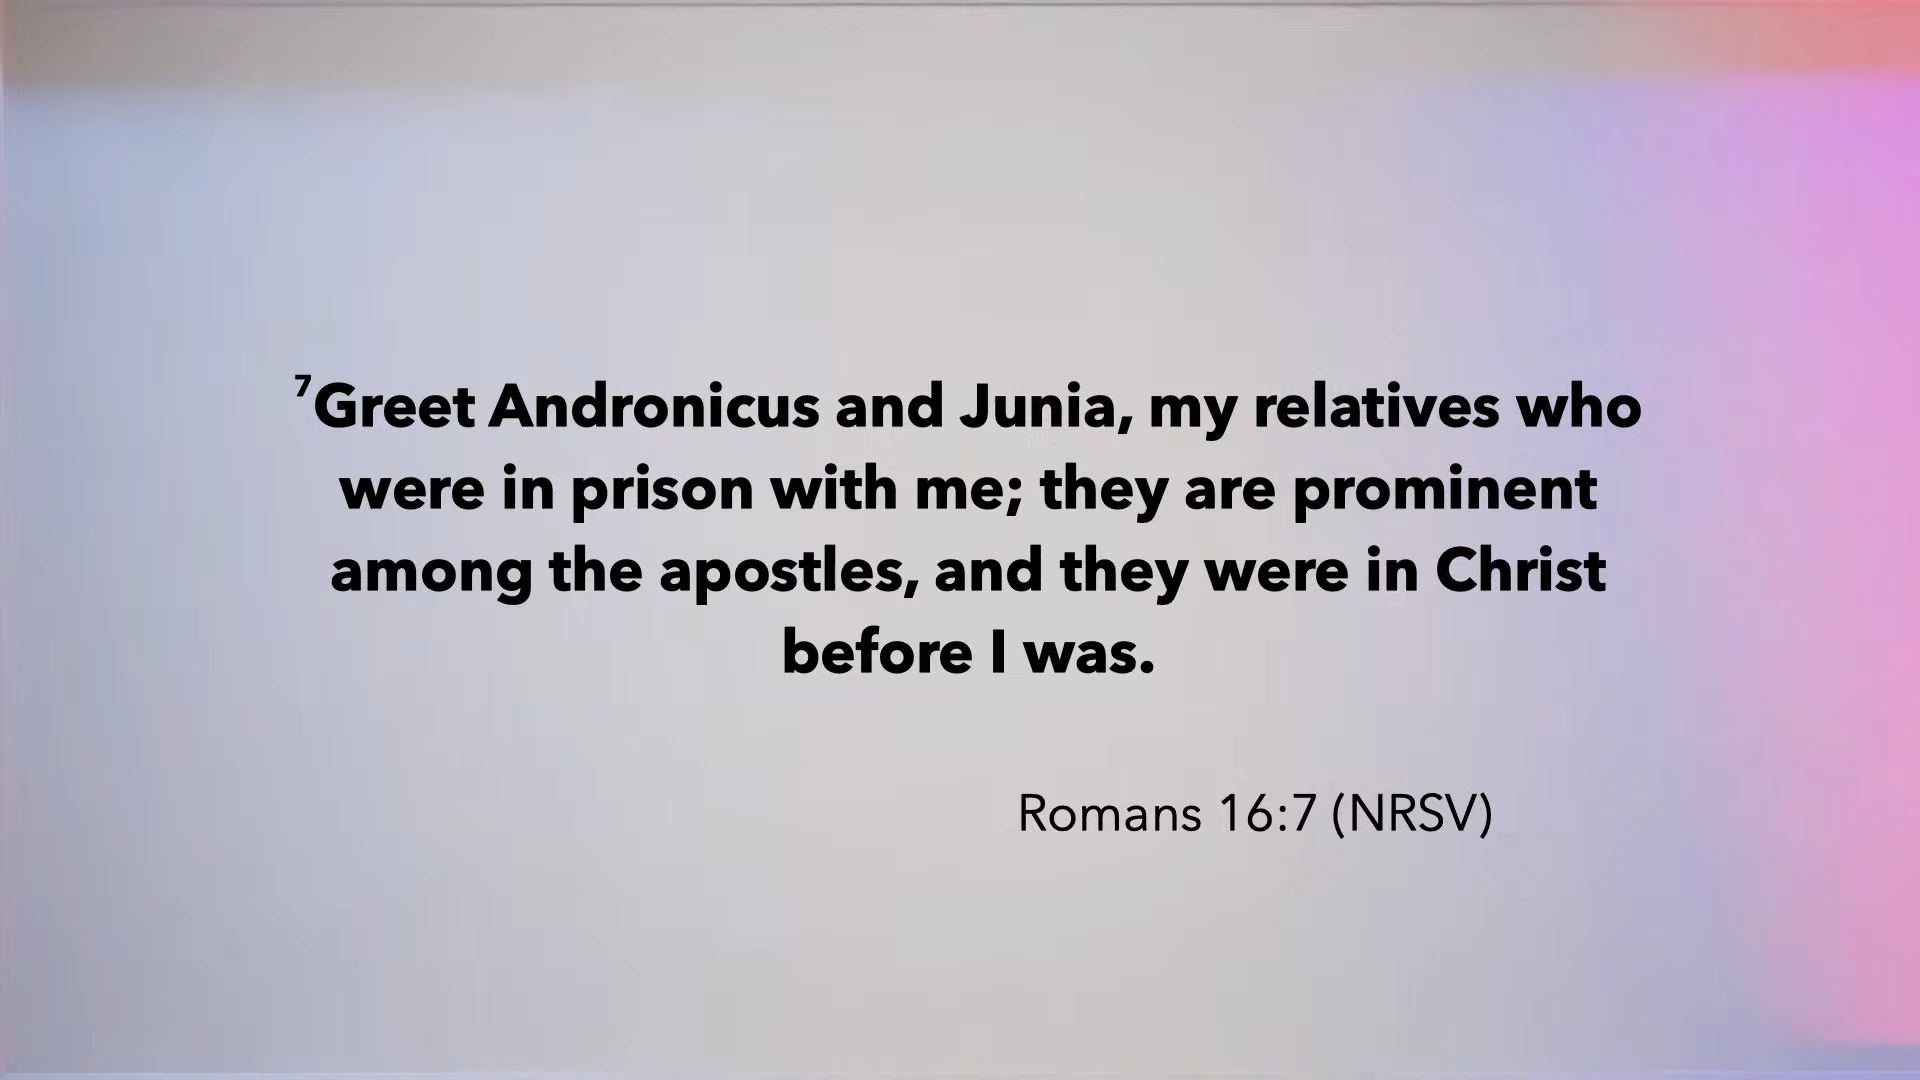 ⁷Greet Andronicus and Junia, my relatives who
were in prison with me; they are prominent
among the apostles, and they were in Christ
before I was.
Romans 16:7 (NRSV)